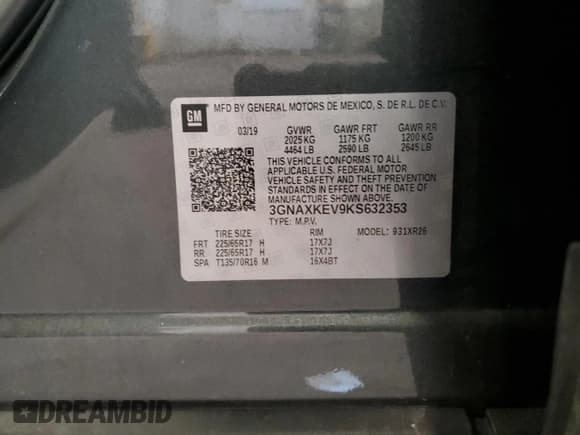 GM
MFD BY GENERAL MOTORS DE MEXICO, S. DE R.L. DE C.V.
03/19 GVWR GAWR FRT GAWR RR
2025 KG 1175 KG 1200 KG
4464 LB 2590 LB 2645 LB
THIS VEHICLE CONFORMS TO ALL
APPLICABLE U.S. FEDERAL MOTOR
VEHICLE SAFETY AND THEFT PREVENTION
STANDARDS IN EFFECT ON THE DATE OF
MANUFACTURE SHOWN ABOVE.
3GNAXKEV9KS632353
TYPE: M.P.V. MODEL: 931XR26
TIRE SIZE RIM
FRT 225/65R17 H 17X7J
RR 225/65R17 H 17X7J
SPA T135/70R16 M 16X4BT
DREAMBID